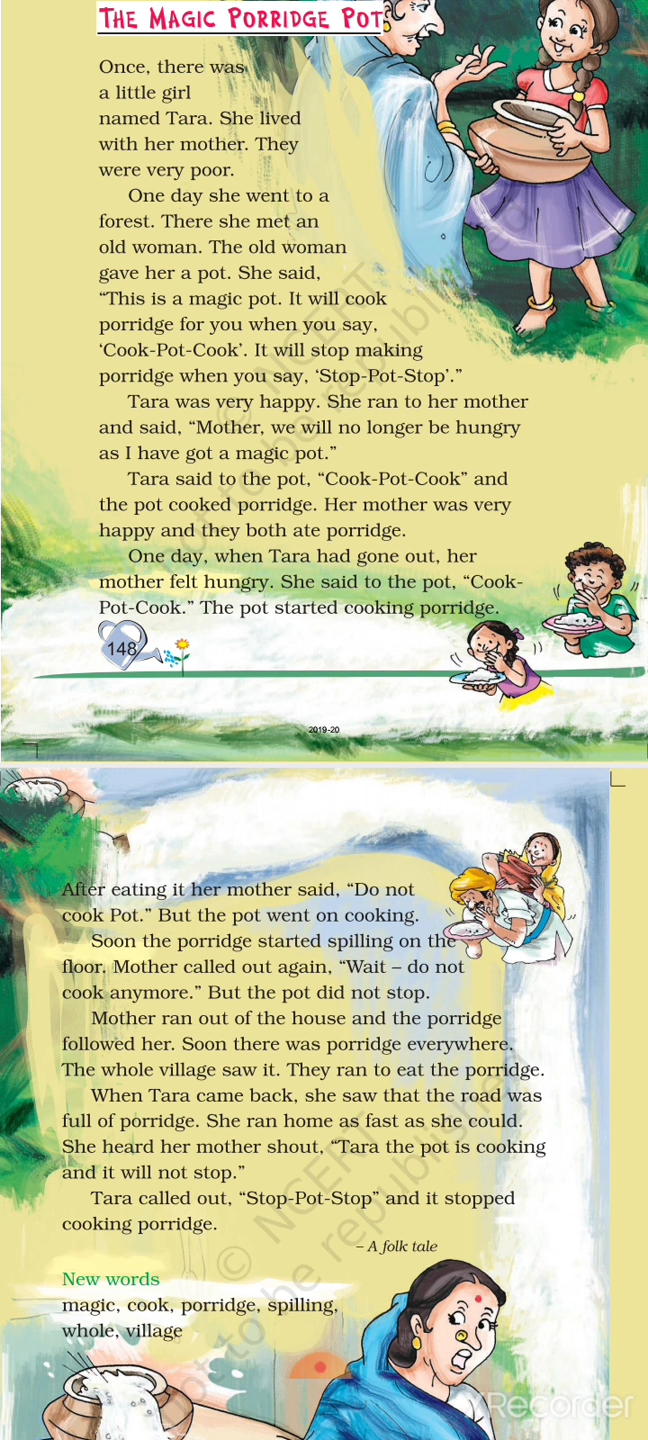 THE MAGIC PORRIDGE POT
Once, there was
a little girl
named Tara. She lived
with her mother. They
were very poor.
One day she went to a
forest. There she met an
old woman. The old woman
gave her a pot. She said,
“This is a magic pot. It will cook
porridge for you when you say,
‘Cook-Pot-Cook’. It will stop making
porridge when you say, ‘Stop-Pot-Stop’.”
Tara was very happy. She ran to her mother
and said, “Mother, we will no longer be hungry
as I have got a magic pot.”
Tara said to the pot, “Cook-Pot-Cook” and
the pot cooked porridge. Her mother was very
happy and they both ate porridge.
One day, when Tara had gone out, her
mother felt hungry. She said to the pot, “Cook-
Pot-Cook.” The pot started cooking porridge.
148
2019-20
© NCERT
not to be republished
After eating it her mother said, “Do not
cook Pot.” But the pot went on cooking.
Soon the porridge started spilling on the
floor. Mother called out again, “Wait – do not
cook anymore.” But the pot did not stop.
Mother ran out of the house and the porridge
followed her. Soon there was porridge everywhere.
The whole village saw it. They ran to eat the porridge.
When Tara came back, she saw that the road was
full of porridge. She ran home as fast as she could.
She heard her mother shout, “Tara the pot is cooking
and it will not stop.”
Tara called out, “Stop-Pot-Stop” and it stopped
cooking porridge.
– A folk tale
New words
magic, cook, porridge, spilling,
whole, village
© NCERT
not to be republished
YRecorder